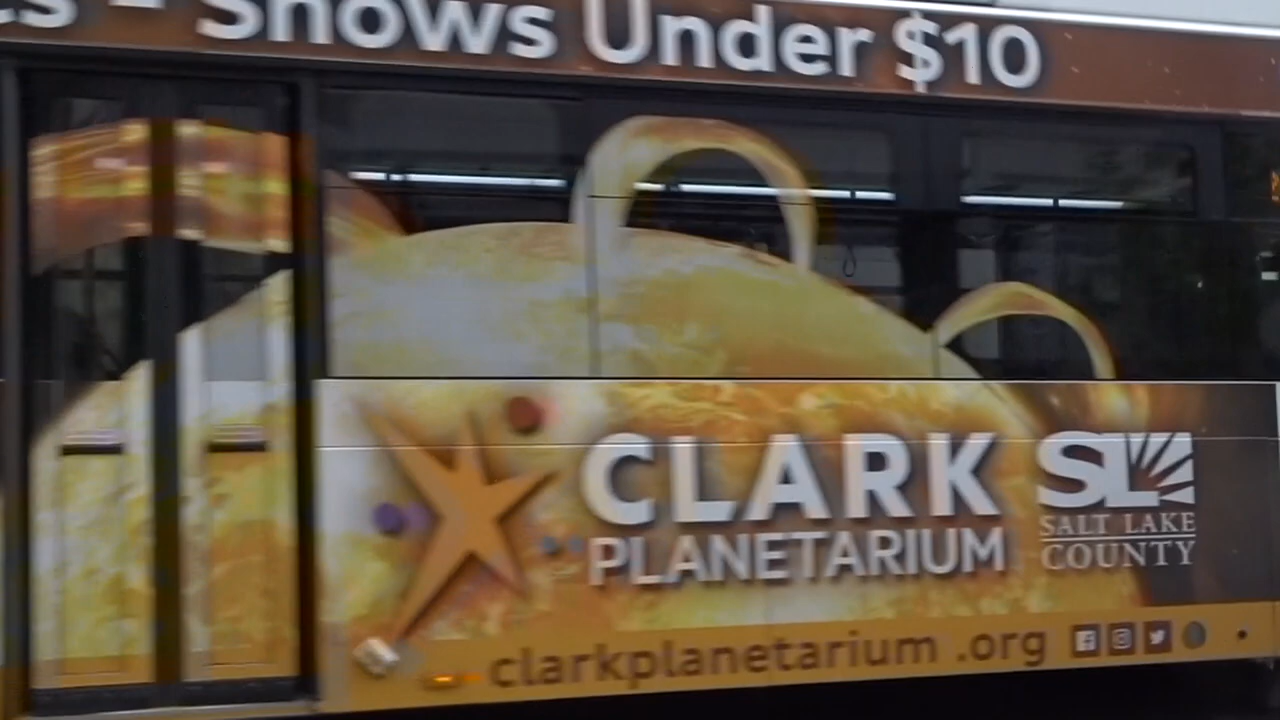 Shows Under $10
CLARK
PLANETARIUM
SL
SALT LAKE
COUNTY
clarkplanetarium .org